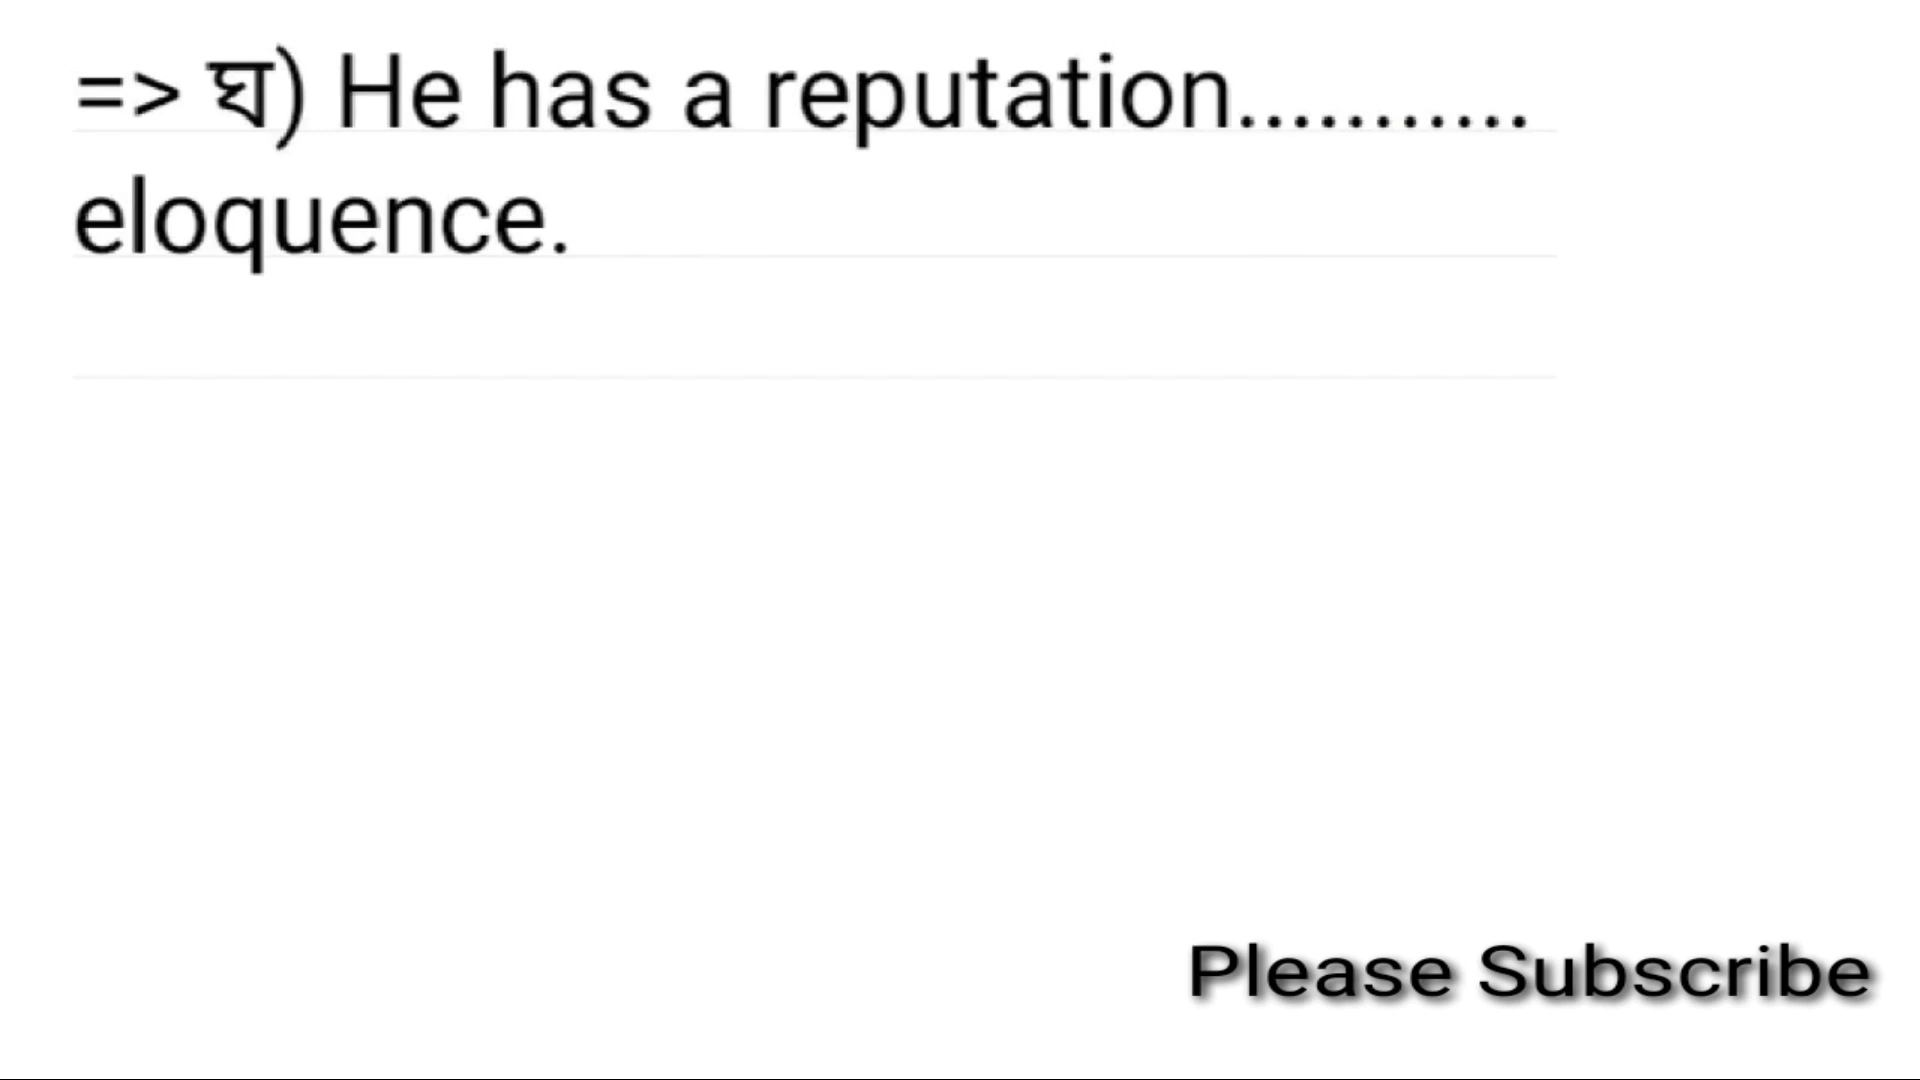 => ঘ) He has a reputation...........
eloquence.
Please Subscribe